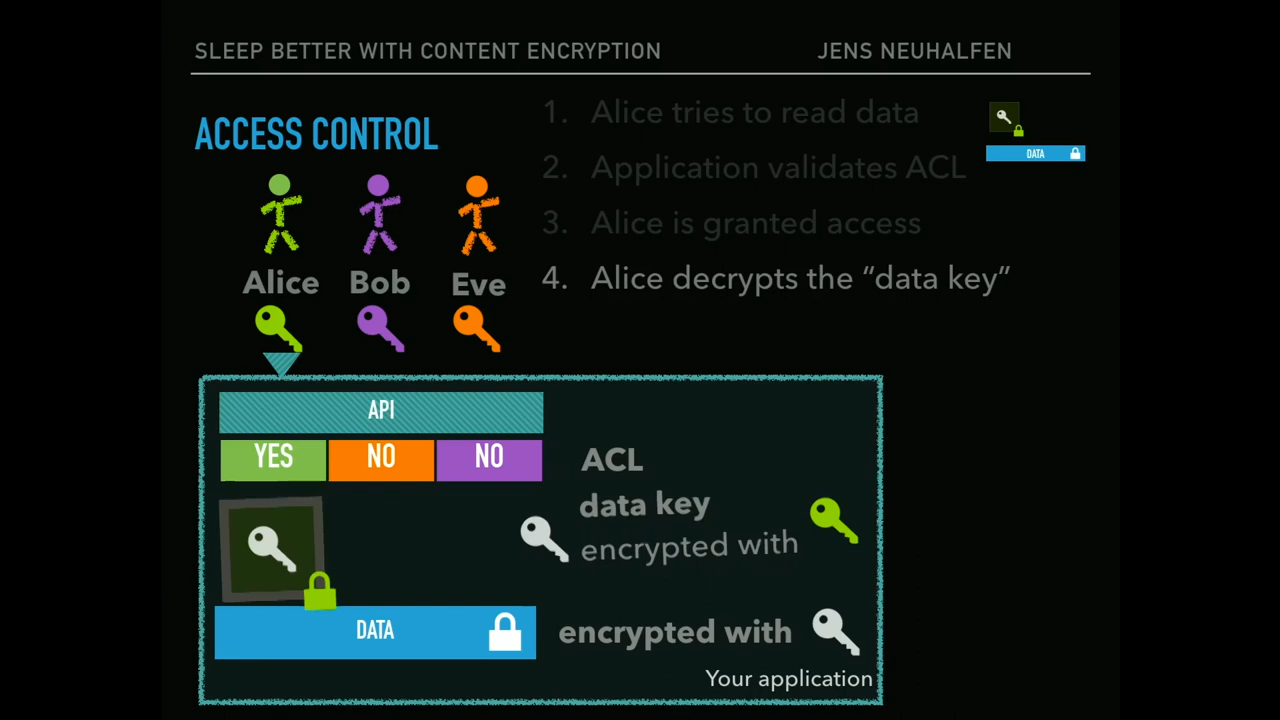 SLEEP BETTER WITH CONTENT ENCRYPTION JENS NEUHALFEN
ACCESS CONTROL
1. Alice tries to read data
2. Application validates ACL
3. Alice is granted access
4. Alice decrypts the “data key”
DATA
Alice Bob Eve
API
YES NO NO
ACL
data key
encrypted with
DATA
encrypted with
Your application